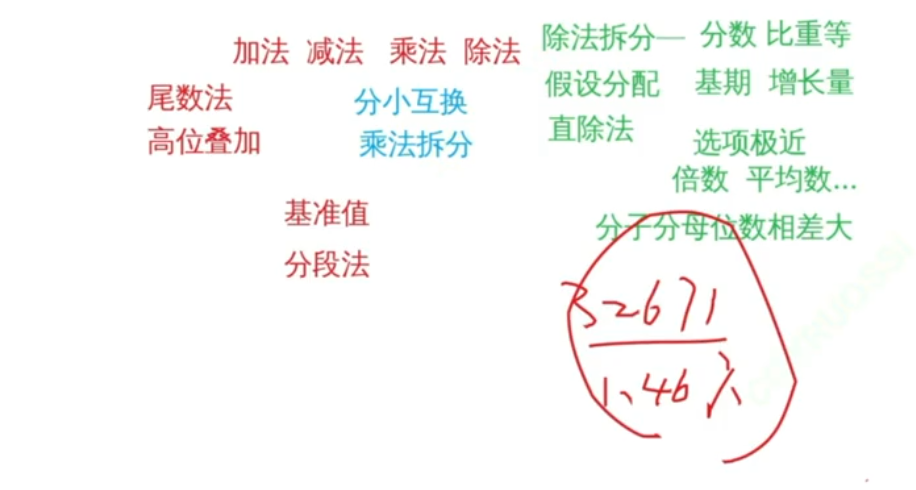 加法 减法 乘法 除法
除法拆分— 分数 比重等
尾数法 分小互换 假设分配 基期 增长量
高位叠加 乘法拆分 直除法 选项极近
倍数 平均数...
基准值 分子分母位数相差大
分段法
32671
1.46%